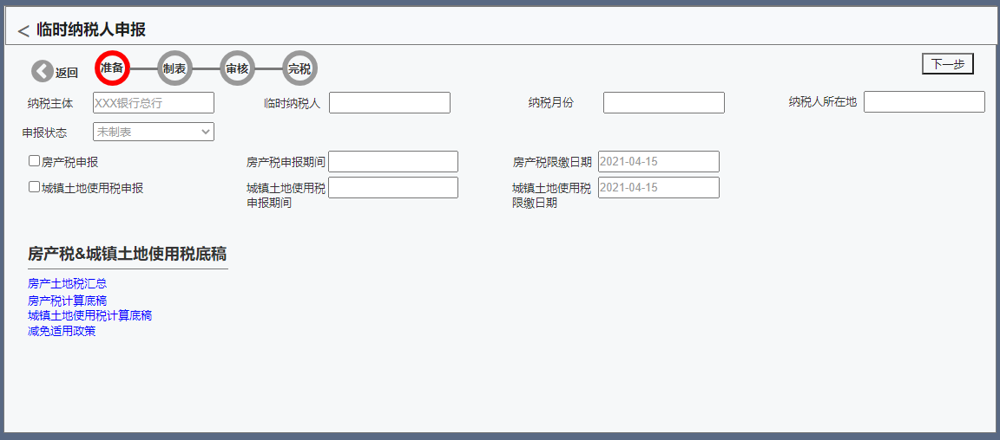 < 临时纳税人申报
返回 准备 制表 审核 完税 下一步
纳税主体 XXX银行总行 临时纳税人 纳税月份 纳税人所在地
申报状态 未制表
房产税申报 房产税申报期间 房产税限缴日期 2021-04-15
城镇土地使用税申报 城镇土地使用税 城镇土地使用税 2021-04-15
申报期间 限缴日期
房产税&城镇土地使用税底稿
房产土地税汇总
房产税计算底稿
城镇土地使用税计算底稿
减免适用政策